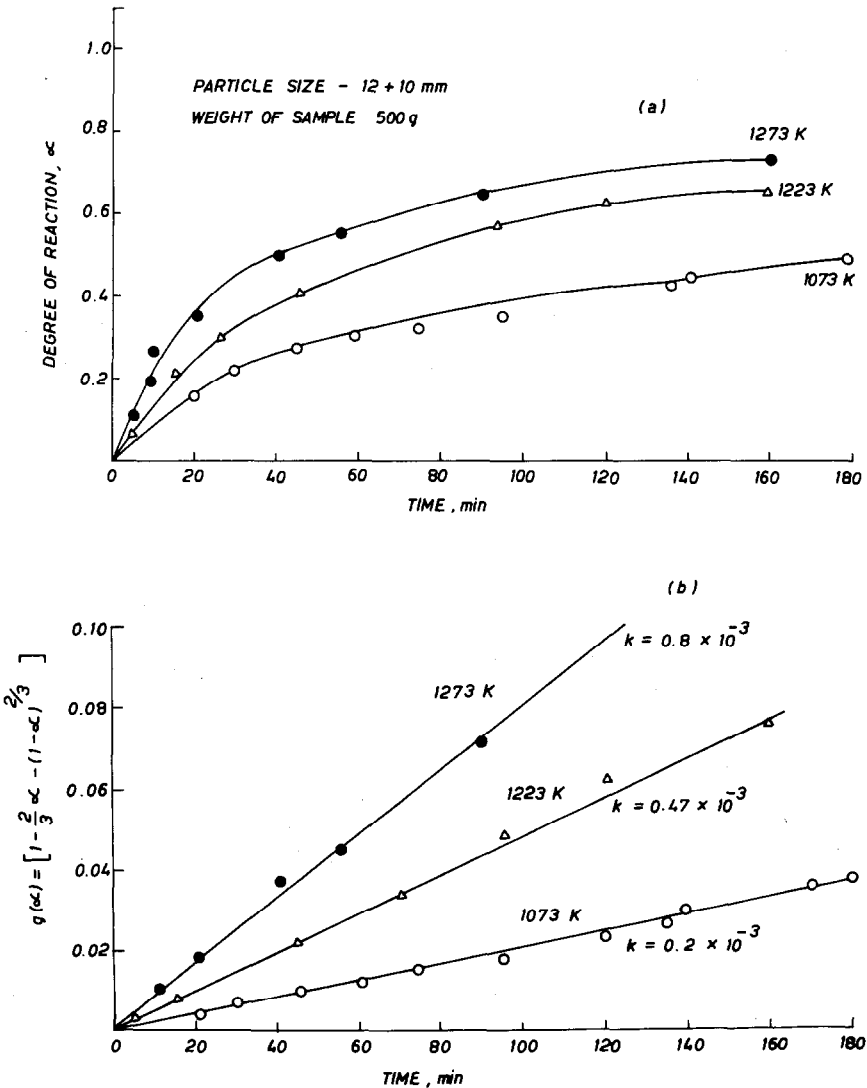 1.0
PARTICLE SIZE - 12 + 10 mm
(a)
WEIGHT OF SAMPLE 500 g
0.8
1273 K
0.6
1223 K
0.4
1073 K
0.2
DEGREE OF REACTION, ∝
0 20 40 60 80 100 120 140 160 180
TIME , min
(b)
0.10
k = 0.8 × 10⁻³
1273 K
0.08
1223 K
k = 0.47 × 10⁻³
0.06
0.04
1073 K
k = 0.2 × 10⁻³
0.02
g(∝) = [1 - 2/3 ∝ - (1-∝)^2/3]
0 20 40 60 80 100 120 140 160 180
TIME , min